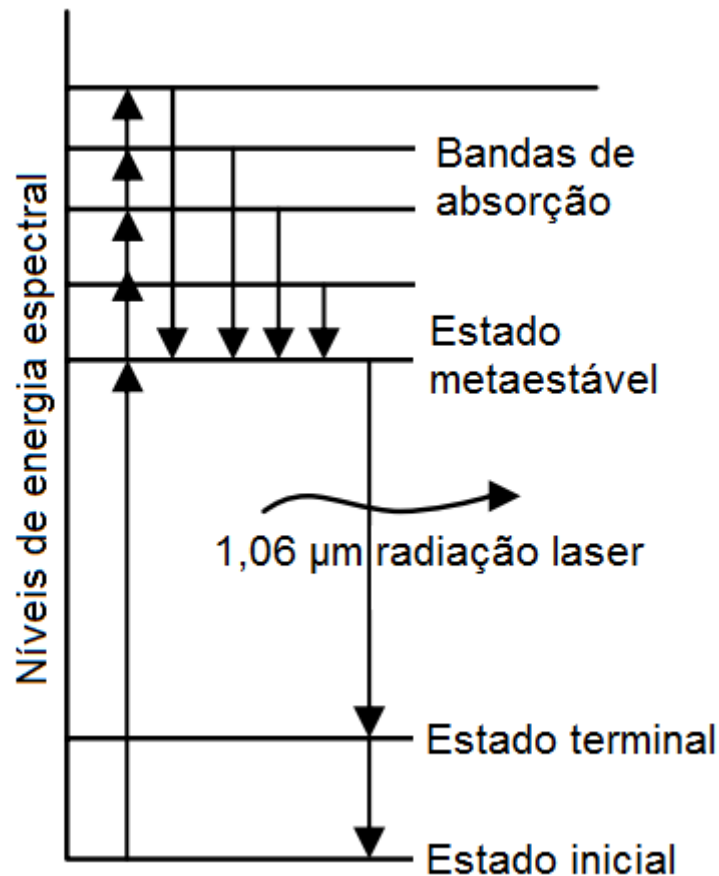 Níveis de energia espectral
Bandas de
absorção
Estado
metaestável
1,06 µm radiação laser
Estado terminal
Estado inicial